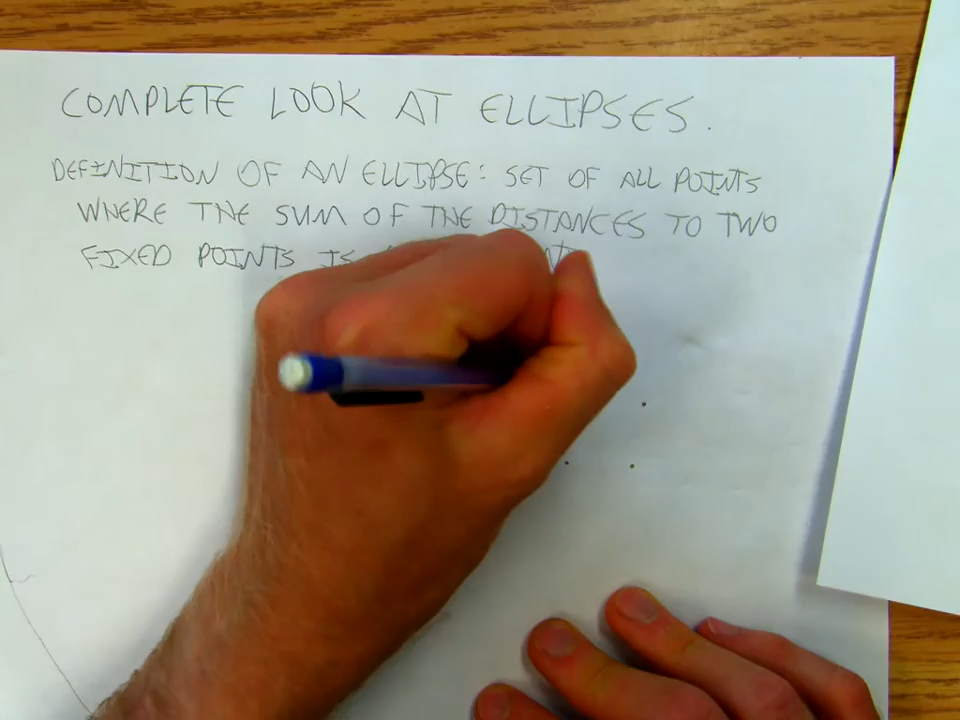 COMPLETE LOOK AT ELLIPSES.
DEFINITION OF AN ELLIPSE: SET OF ALL POINTS
WHERE THE SUM OF THE DISTANCES TO TWO
FIXED POINTS IS